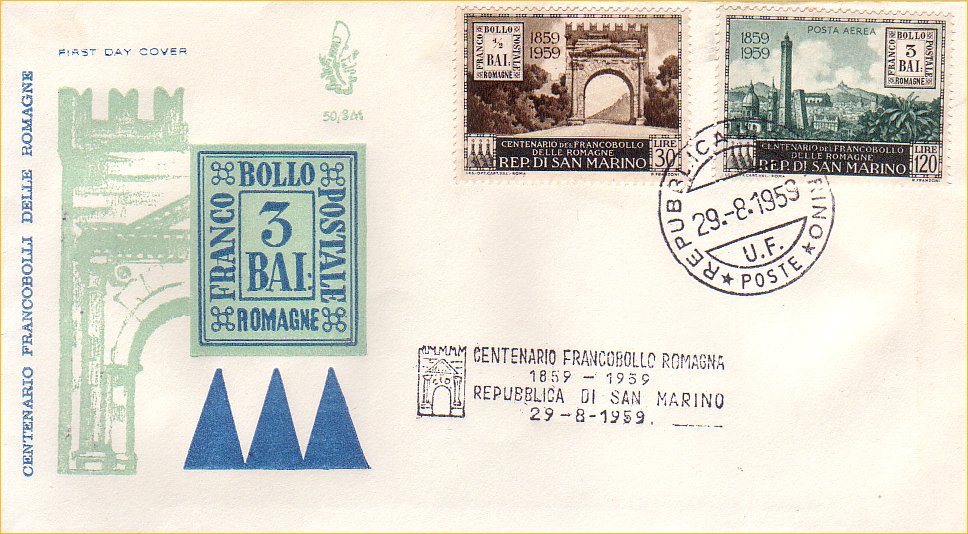 FIRST DAY COVER
CENTENARIO FRANCOBOLLI DELLE ROMAGNE
50,3M
FRANCO
BOLLO
POSTALE
3
BAI:
ROMAGNE
1859
1959
FRANCO
BOLLO
POSTALE
1/2
BAI:
ROMAGNE
CENTENARIO DEL FRANCOBOLLO
DELLE ROMAGNE
REP. DI SAN MARINO
LIRE
30
1859
1959
POSTA AEREA
FRANCO
BOLLO
POSTALE
3
BAI:
ROMAGNE
CENTENARIO DEL FRANCOBOLLO
DELLE ROMAGNE
REP. DI SAN MARINO
LIRE
120
REPUBBLICA
RINO
29.-8.1959
U.F.
POSTE
CENTENARIO FRANCOBOLLO ROMAGNA
1859 - 1959
REPUBBLICA DI SAN MARINO
29-8-1959.